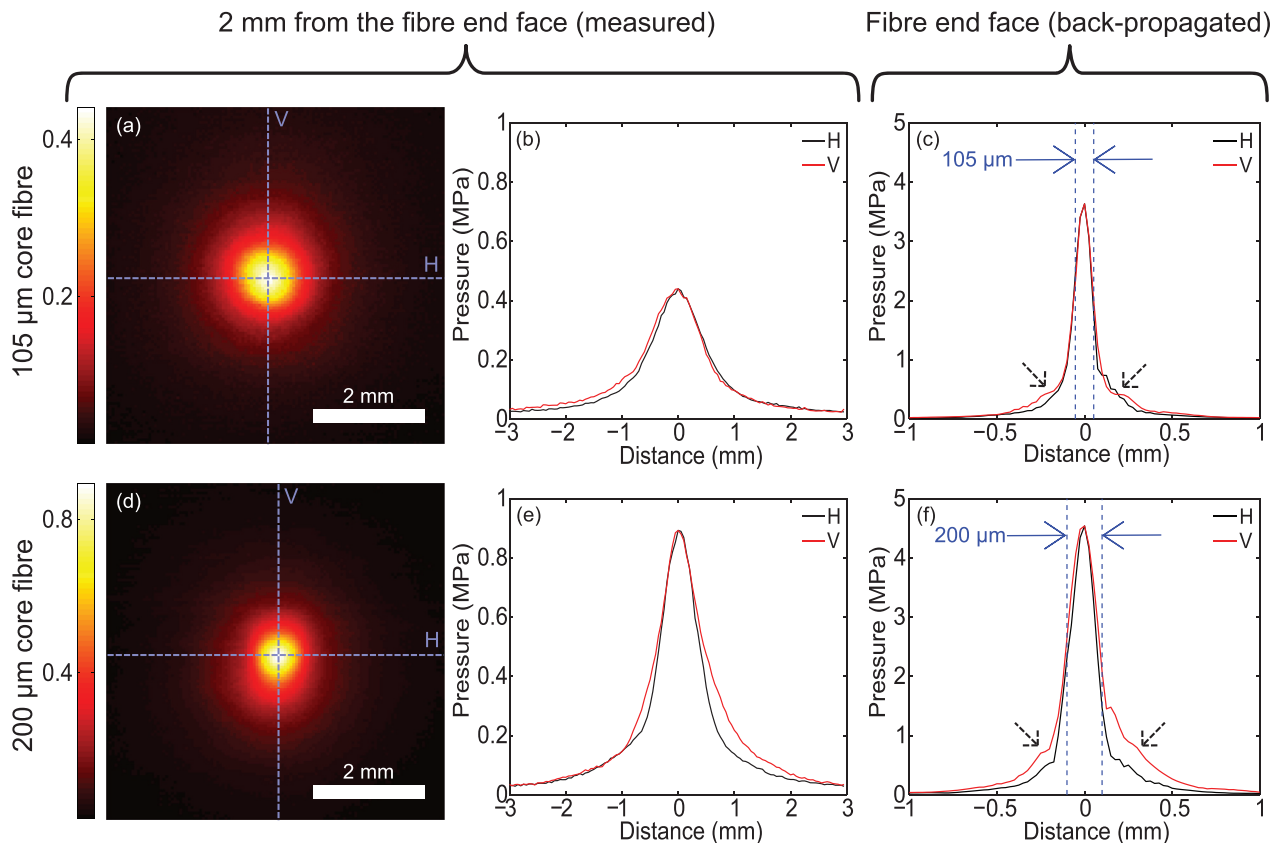 2 mm from the fibre end face (measured)
Fibre end face (back-propagated)
105 µm core fibre
0.4
0.2
(a)
V
H
2 mm
(b)
H
V
Pressure (MPa)
1
0.8
0.6
0.4
0.2
0
−3 −2 −1 0 1 2 3
Distance (mm)
(c)
H
V
105 µm
Pressure (MPa)
5
4
3
2
1
0
−1 −0.5 0 0.5 1
Distance (mm)
200 µm core fibre
0.8
0.4
(d)
V
H
2 mm
(e)
H
V
Pressure (MPa)
1
0.8
0.6
0.4
0.2
0
−3 −2 −1 0 1 2 3
Distance (mm)
(f)
H
V
200 µm
Pressure (MPa)
5
4
3
2
1
0
−1 −0.5 0 0.5 1
Distance (mm)